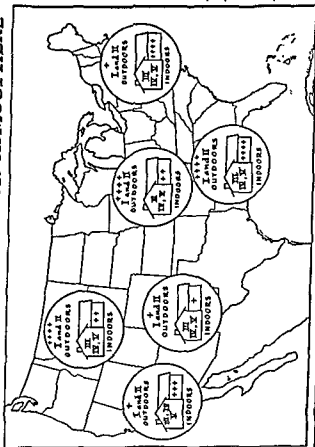 ++++
I and II
OUTDOORS
III
IV, V ++
INDOORS
+
I and II
OUTDOORS
III, IV
V +++
INDOORS
+
I and II
OUTDOORS
III
IV, V +
INDOORS
++++
I and II
OUTDOORS
III
IV, V ++
INDOORS
++++
I and II
OUTDOORS
III
IV, V ++++
INDOORS
+
I and II
OUTDOORS
III
IV, V ++++
INDOORS